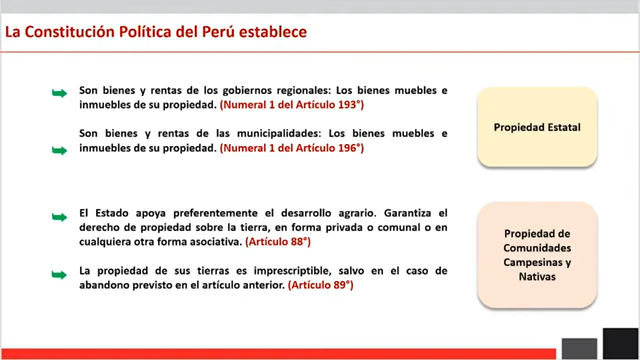 La Constitución Política del Perú establece
Son bienes y rentas de los gobiernos regionales: Los bienes muebles e
inmuebles de su propiedad. (Numeral 1 del Artículo 193°)
Son bienes y rentas de las municipalidades: Los bienes muebles e
inmuebles de su propiedad. (Numeral 1 del Artículo 196°)
Propiedad Estatal
El Estado apoya preferentemente el desarrollo agrario. Garantiza el
derecho de propiedad sobre la tierra, en forma privada o comunal o en
cualquiera otra forma asociativa. (Artículo 88°)
La propiedad de sus tierras es imprescriptible, salvo en el caso de
abandono previsto en el artículo anterior. (Artículo 89°)
Propiedad de
Comunidades
Campesinas y
Nativas